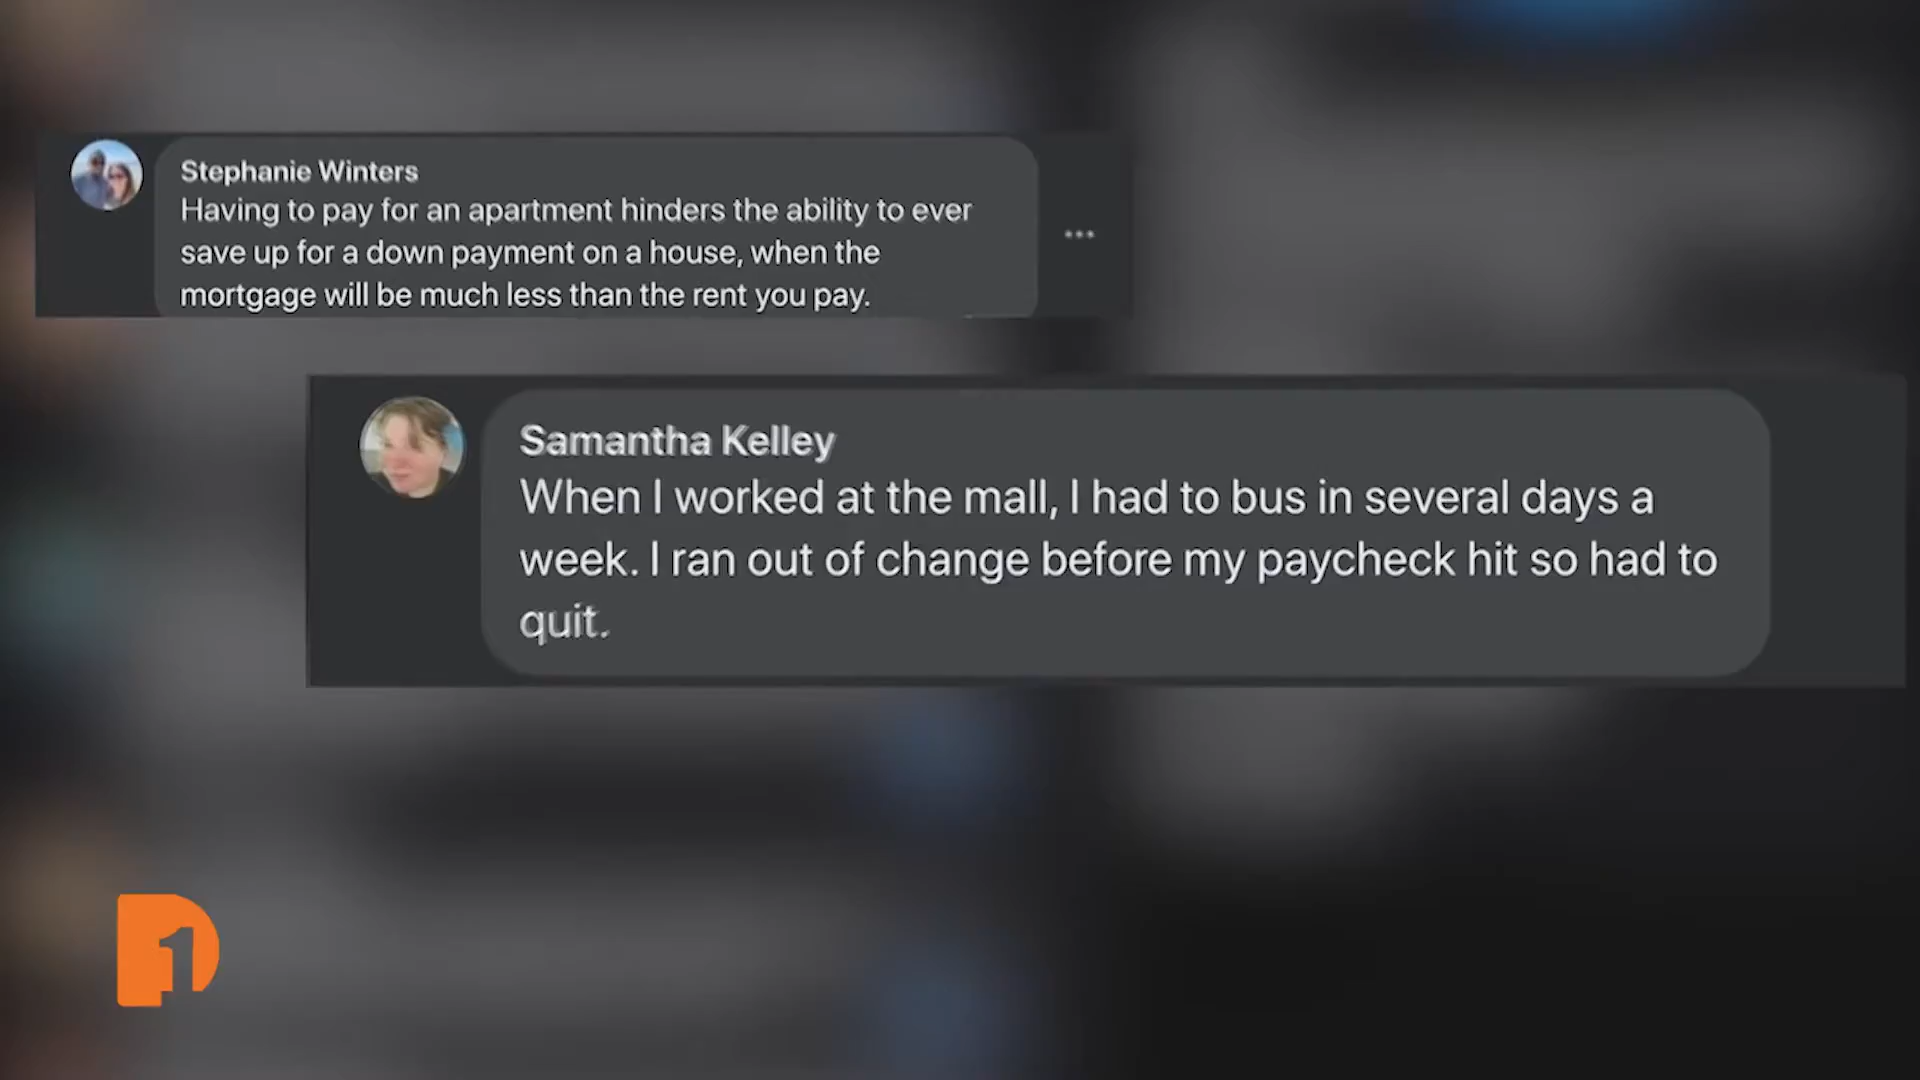 Stephanie Winters
Having to pay for an apartment hinders the ability to ever
save up for a down payment on a house, when the
mortgage will be much less than the rent you pay.
Samantha Kelley
When I worked at the mall, I had to bus in several days a
week. I ran out of change before my paycheck hit so had to
quit.
1